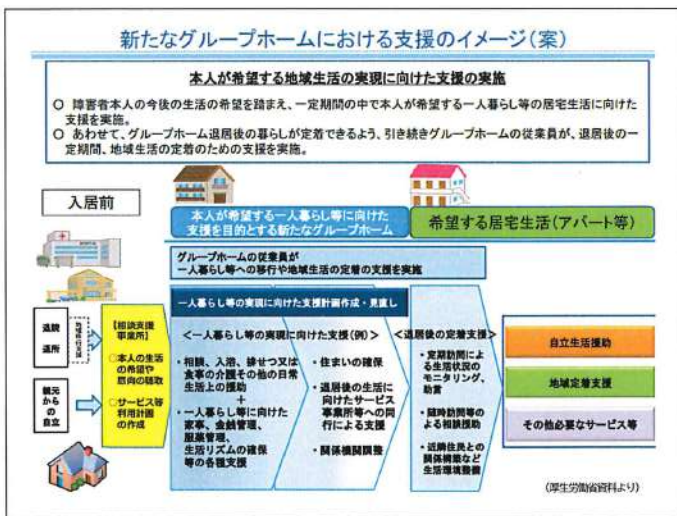 新たなグループホームにおける支援のイメージ(案)
本人が希望する地域生活の実現に向けた支援の実施
○ 障害者本人の今後の生活の希望を踏まえ、一定期間の中で本人が希望する一人暮らし等の居宅生活に向けた
支援を実施。
○ あわせて、グループホーム退居後の暮らしが定着できるよう、引き続きグループホームの従業員が、退居後の一
定期間、地域生活の定着のための支援を実施。
入居前
本人が希望する一人暮らし等に向けた
支援を目的とする新たなグループホーム
希望する居宅生活(アパート等)
グループホームの従業員が
一人暮らし等への移行や地域生活の定着の支援を実施
一人暮らし等の実現に向けた支援計画作成・見直し
退院
退所
地域移行支援
親元
からの
自立
【相談支援
事業所】
○本人の生活
の希望や
意向の聴取
○サービス等
利用計画
の作成
<一人暮らし等の実現に向けた支援(例)>
・相談、入浴、排せつ又は
食事の介護その他の日常
生活上の援助
+
・一人暮らし等に向けた
家事、金銭管理、
服薬管理、
生活リズムの確保
等の各種支援
・住まいの確保
・退居後の生活に
向けたサービス
事業所等への同
行による支援
・関係機関調整
<退居後の定着支援>
・定期訪問によ
る生活状況の
モニタリング、
助言
・随時訪問等の
よる相談援助
・近隣住民との
関係構築など
生活環境整備
自立生活援助
地域定着支援
その他必要なサービス等
(厚生労働省資料より)